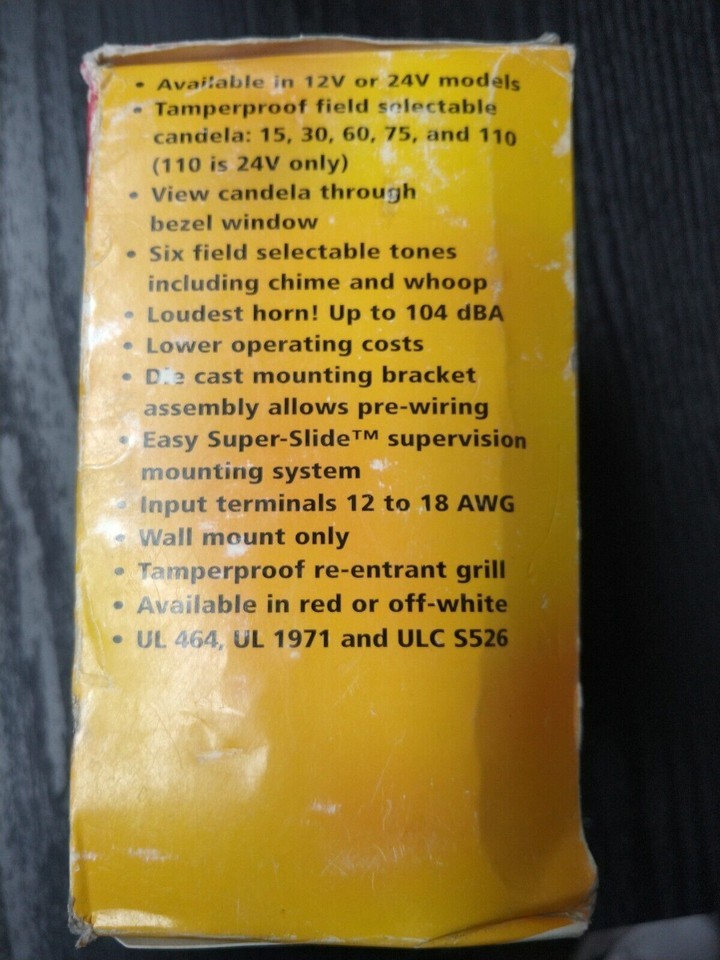 • Available in 12V or 24V models
• Tamperproof field selectable
candela: 15, 30, 60, 75, and 110
(110 is 24V only)
• View candela through
bezel window
• Six field selectable tones
including chime and whoop
• Loudest horn! Up to 104 dBA
• Lower operating costs
• Die cast mounting bracket
assembly allows pre-wiring
• Easy Super-Slide™ supervision
mounting system
• Input terminals 12 to 18 AWG
• Wall mount only
• Tamperproof re-entrant grill
• Available in red or off-white
• UL 464, UL 1971 and ULC S526